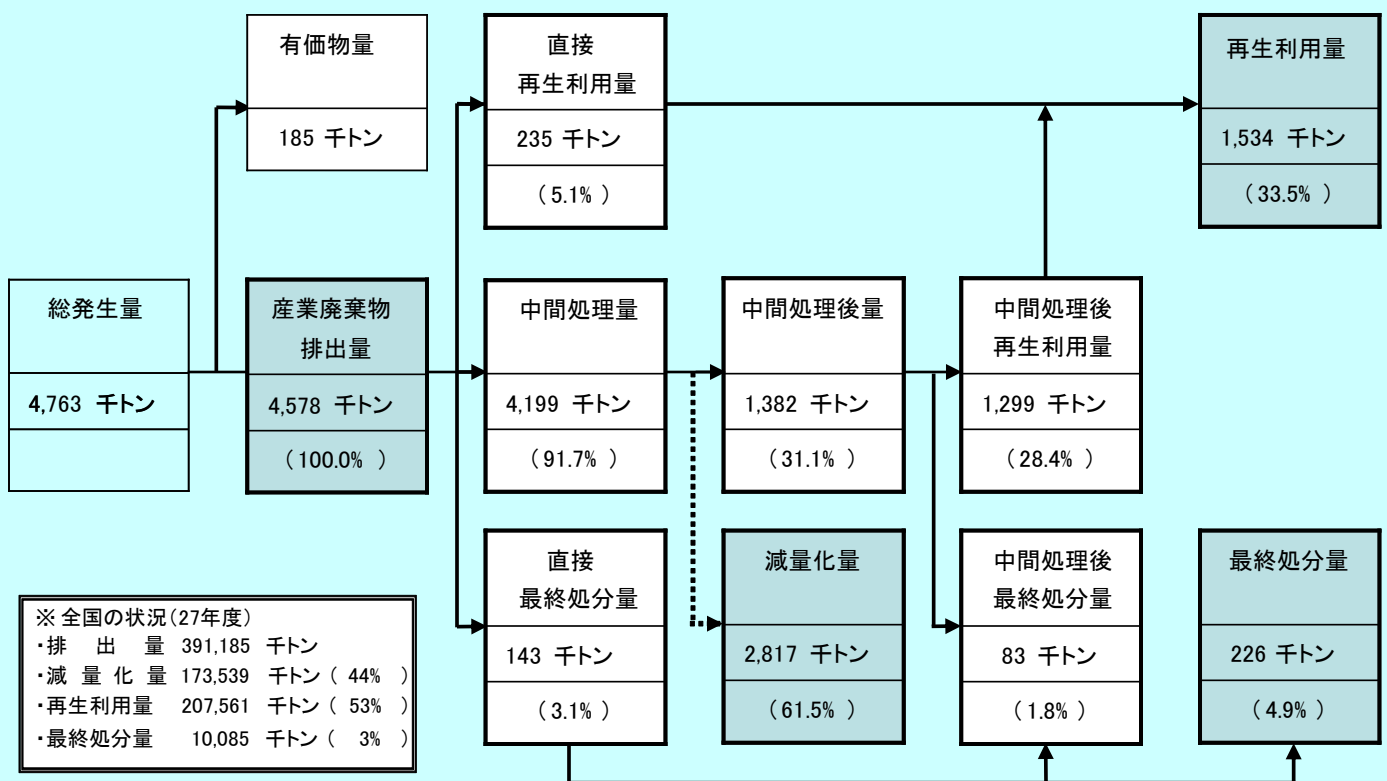 有価物量
185 千トン
直接
再生利用量
235 千トン
(5.1% )
再生利用量
1,534 千トン
(33.5% )
総発生量
4,763 千トン
産業廃棄物
排出量
4,578 千トン
(100.0% )
中間処理量
4,199 千トン
(91.7% )
中間処理後量
1,382 千トン
(31.1% )
中間処理後
再生利用量
1,299 千トン
(28.4% )
直接
最終処分量
143 千トン
(3.1% )
減量化量
2,817 千トン
(61.5% )
中間処理後
最終処分量
83 千トン
(1.8% )
最終処分量
226 千トン
(4.9% )
※ 全国の状況(27年度)
・排 出 量 391,185 千トン
・減 量 化 量 173,539 千トン ( 44% )
・再生利用量 207,561 千トン ( 53% )
・最終処分量 10,085 千トン ( 3% )